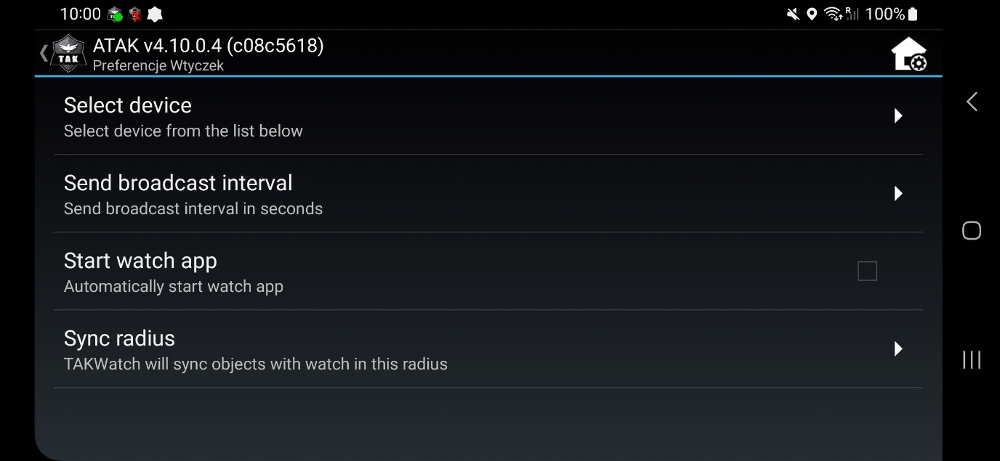 10:00
R
100%
TAK
ATAK v4.10.0.4 (c08c5618)
Preferencje Wtyczek
Select device
Select device from the list below
Send broadcast interval
Send broadcast interval in seconds
Start watch app
Automatically start watch app
Sync radius
TAKWatch will sync objects with watch in this radius